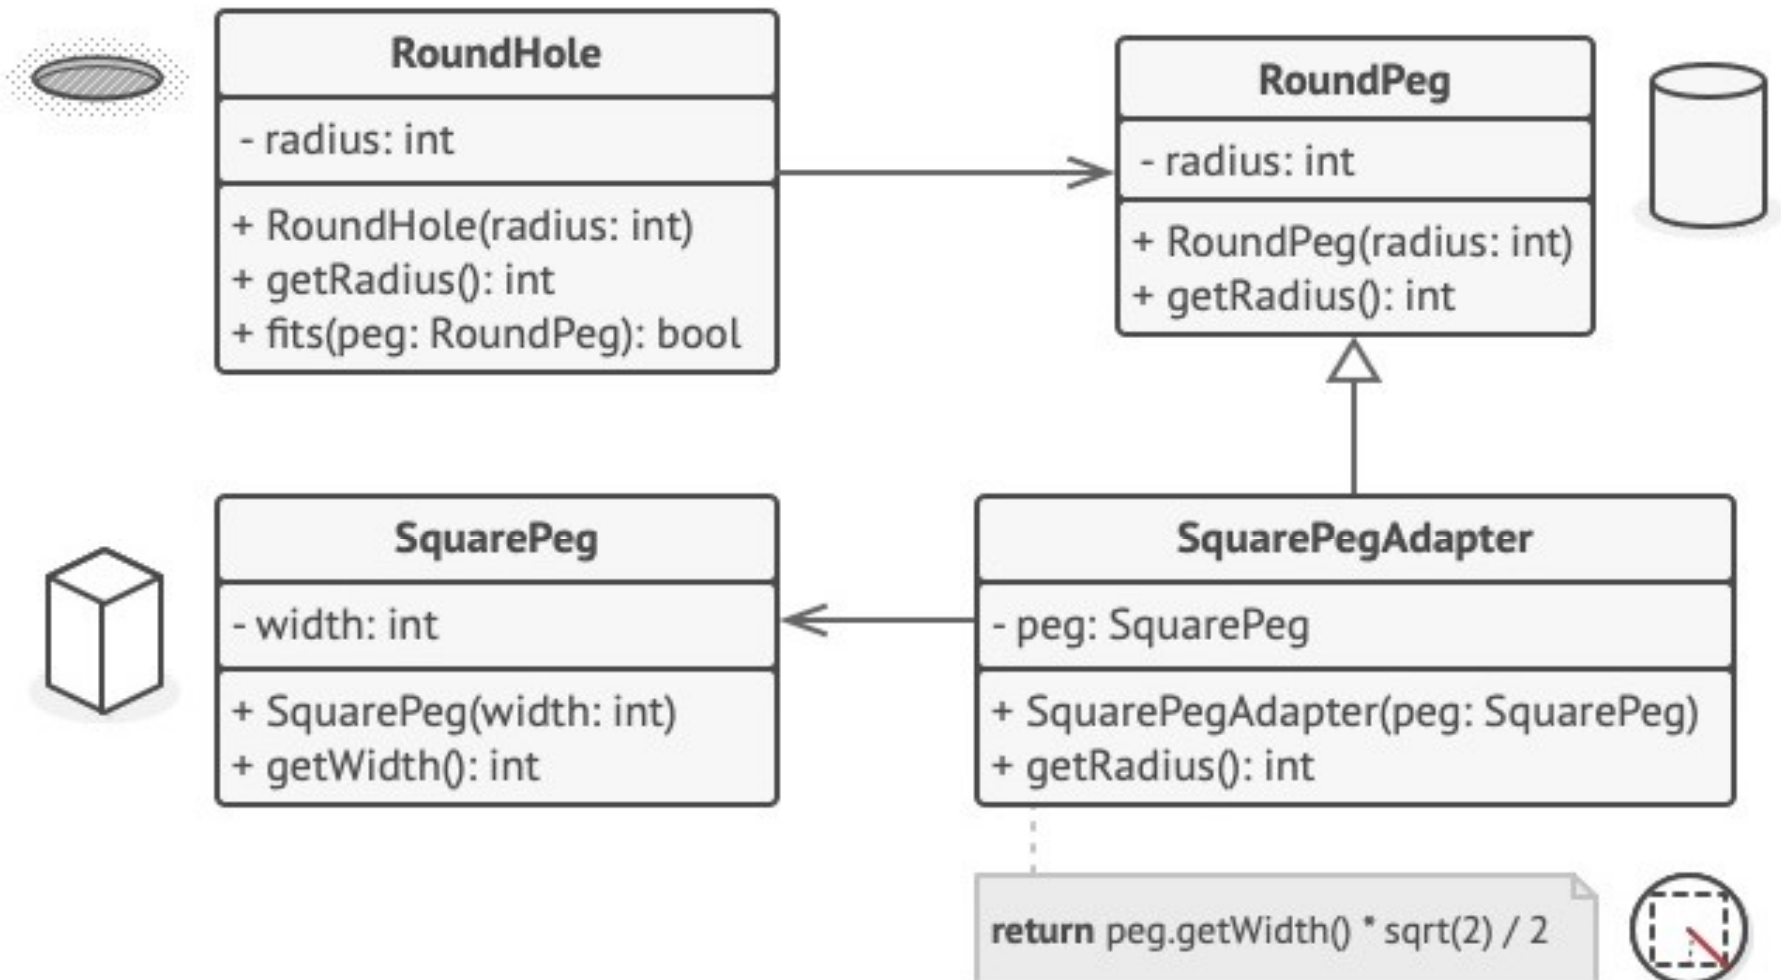 RoundHole
- radius: int
+ RoundHole(radius: int)
+ getRadius(): int
+ fits(peg: RoundPeg): bool
RoundPeg
- radius: int
+ RoundPeg(radius: int)
+ getRadius(): int
SquarePeg
- width: int
+ SquarePeg(width: int)
+ getWidth(): int
SquarePegAdapter
- peg: SquarePeg
+ SquarePegAdapter(peg: SquarePeg)
+ getRadius(): int
return peg.getWidth() * sqrt(2) / 2